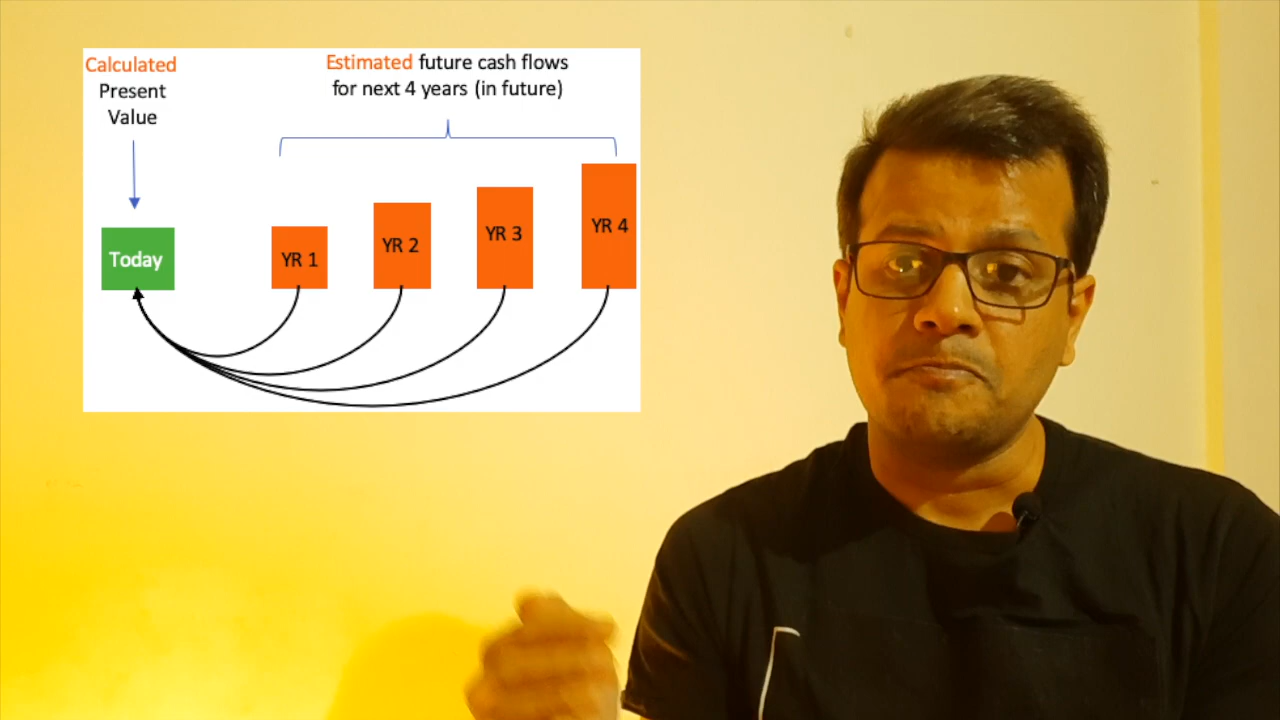 Calculated
Present
Value
Estimated future cash flows
for next 4 years (in future)
Today
YR 1
YR 2
YR 3
YR 4